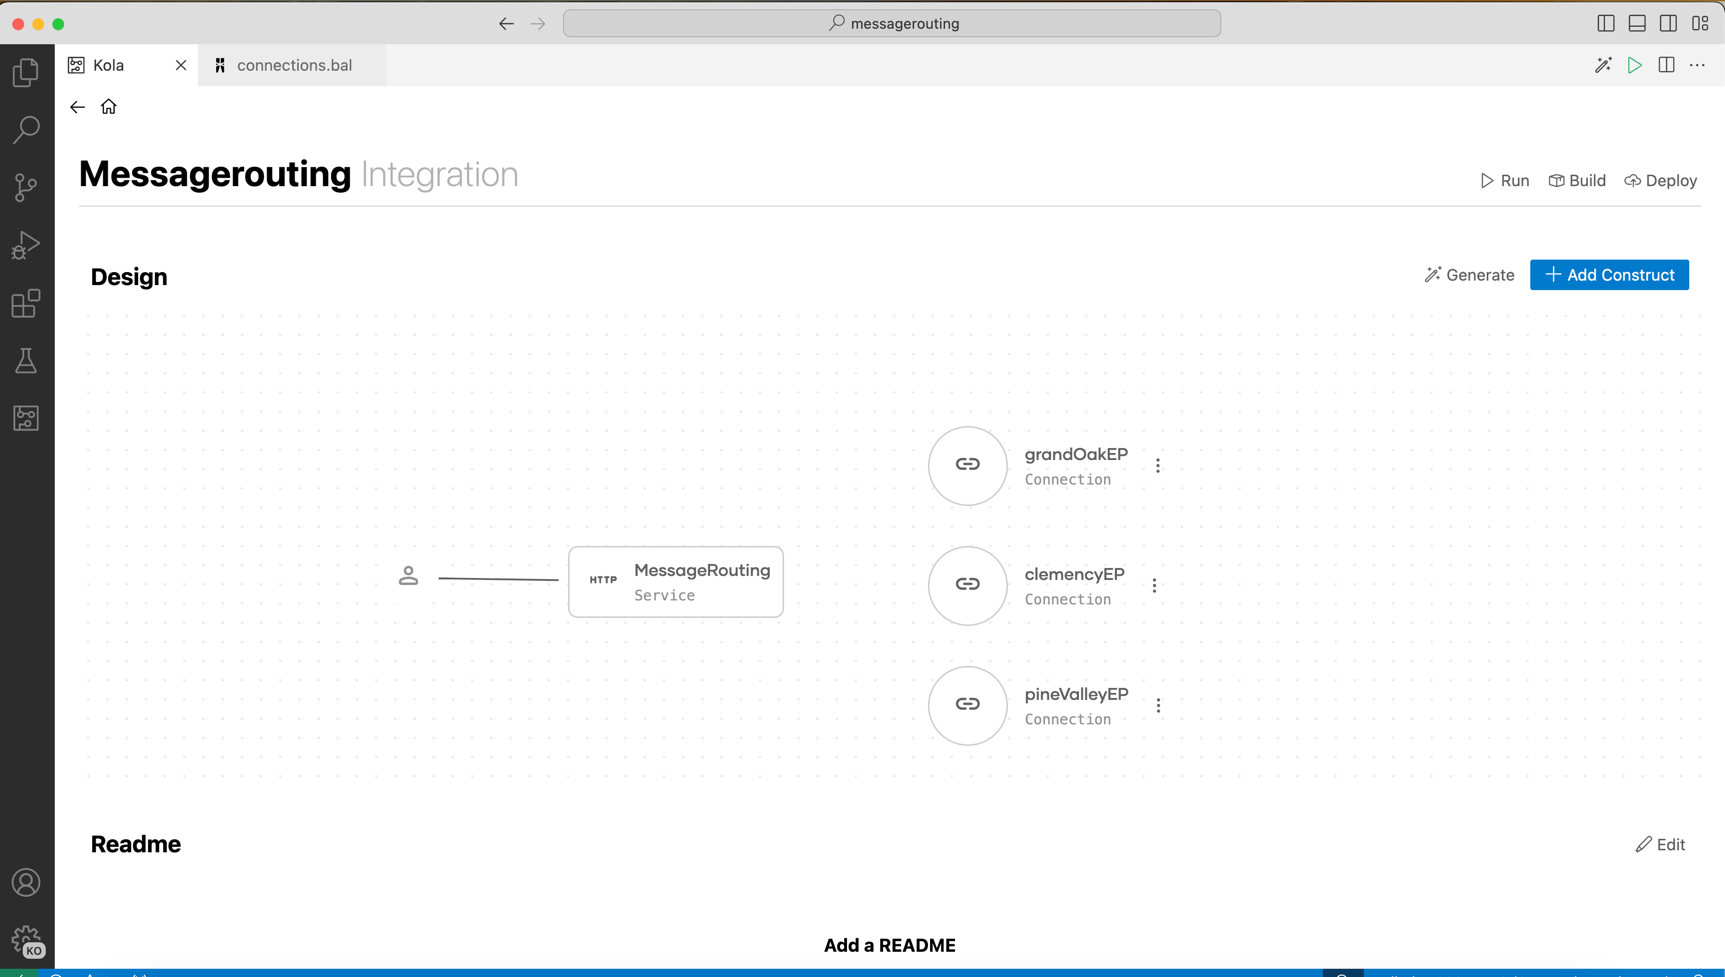 messagerouting
Kola
connections.bal
Messagerouting Integration
Run
Build
Deploy
Design
Generate
Add Construct
grandOakEP
Connection
HTTP
MessageRouting
Service
clemencyEP
Connection
pineValleyEP
Connection
Readme
Edit
Add a README
KO